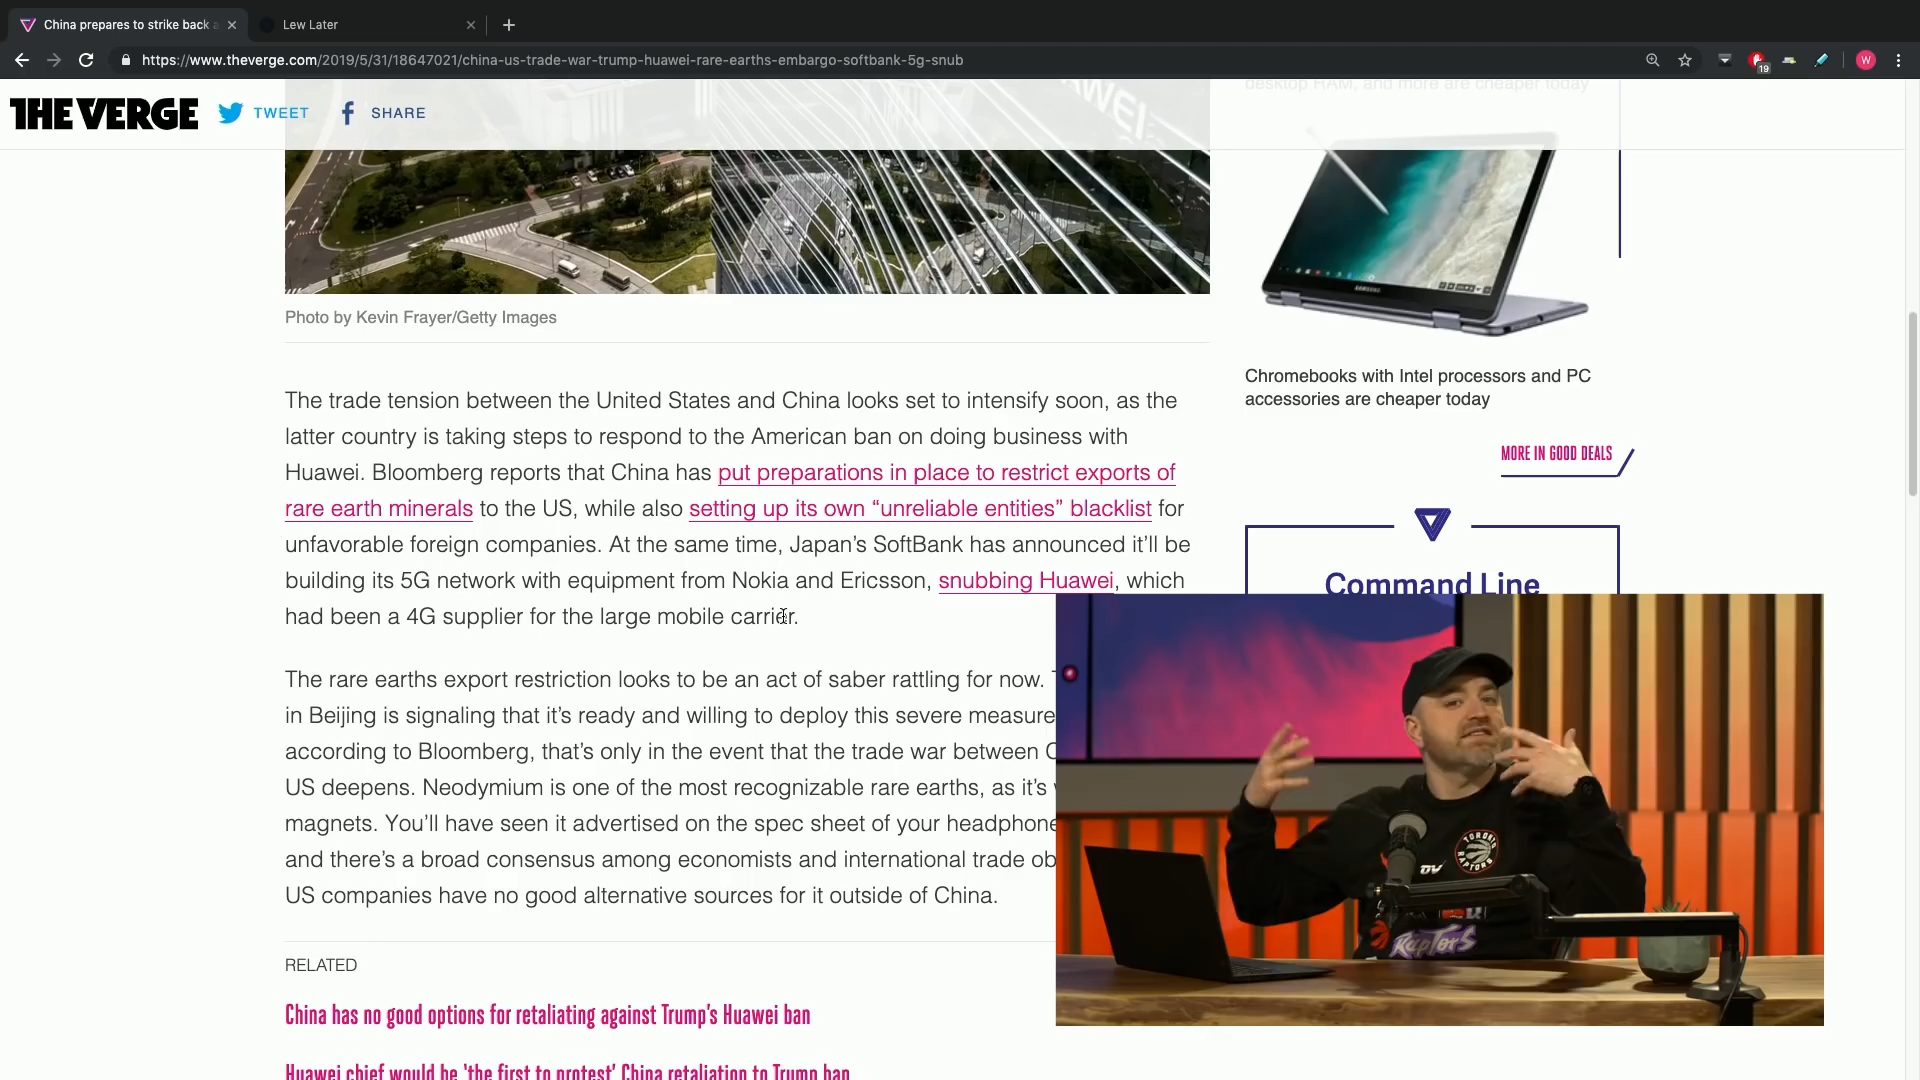 China prepares to strike back a
Lew Later
https://www.theverge.com/2019/5/31/18647021/china-us-trade-war-trump-huawei-rare-earths-embargo-softbank-5g-snub
19
W
THE VERGE
TWEET
SHARE
desktop RAM, and more are cheaper today
SAMSUNG
Photo by Kevin Frayer/Getty Images
Chromebooks with Intel processors and PC
accessories are cheaper today
MORE IN GOOD DEALS
The trade tension between the United States and China looks set to intensify soon, as the
latter country is taking steps to respond to the American ban on doing business with
Huawei. Bloomberg reports that China has put preparations in place to restrict exports of
rare earth minerals to the US, while also setting up its own “unreliable entities” blacklist for
unfavorable foreign companies. At the same time, Japan’s SoftBank has announced it’ll be
building its 5G network with equipment from Nokia and Ericsson, snubbing Huawei, which
had been a 4G supplier for the large mobile carrier.
Command Line
The rare earths export restriction looks to be an act of saber rattling for now.
in Beijing is signaling that it’s ready and willing to deploy this severe measure
according to Bloomberg, that’s only in the event that the trade war between
US deepens. Neodymium is one of the most recognizable rare earths, as it’s
magnets. You’ll have seen it advertised on the spec sheet of your headphone
and there’s a broad consensus among economists and international trade ob
US companies have no good alternative sources for it outside of China.
TORONTO
RAPTORS
OV
RAPTORS
RELATED
China has no good options for retaliating against Trump’s Huawei ban
Huawei chief would be ‘the first to protest’ China retaliation to Trump ban